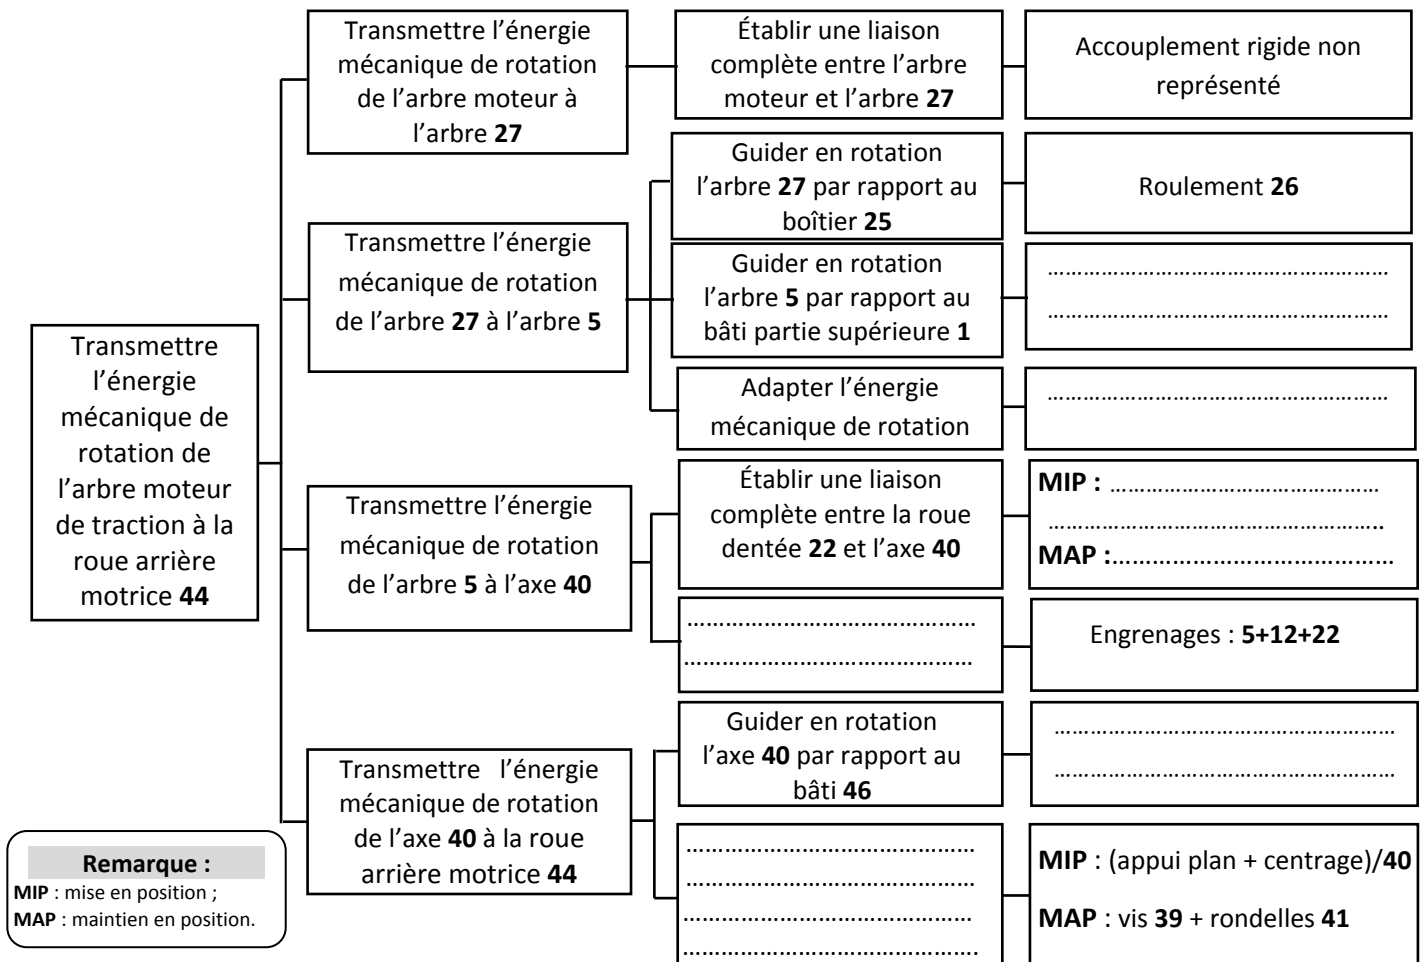 Transmettre
l'énergie
mécanique de
rotation de
l'arbre moteur
de traction à la
roue arrière
motrice 44
Transmettre l'énergie
mécanique de rotation
de l'arbre moteur à
l'arbre 27
Établir une liaison
complète entre l'arbre
moteur et l'arbre 27
Accouplement rigide non
représenté
Transmettre l'énergie
mécanique de rotation
de l'arbre 27 à l'arbre 5
Guider en rotation
l'arbre 27 par rapport au
boîtier 25
Roulement 26
Guider en rotation
l'arbre 5 par rapport au
bâti partie supérieure 1
…………………………………………………
…………………………………………………
Adapter l'énergie
mécanique de rotation
…………………………………………………
Transmettre l'énergie
mécanique de rotation
de l'arbre 5 à l'axe 40
Établir une liaison
complète entre la roue
dentée 22 et l'axe 40
MIP : ………………………………………
………………………………………………..
MAP :…………………………………………
…………………………………………
…………………………………………
Engrenages : 5+12+22
Transmettre l'énergie
mécanique de rotation
de l'axe 40 à la roue
arrière motrice 44
Guider en rotation
l'axe 40 par rapport au
bâti 46
…………………………………………………
…………………………………………………
…………………………………………
…………………………………………
…………………………………………
………………………………………….
MIP : (appui plan + centrage)/40
MAP : vis 39 + rondelles 41
Remarque :
MIP : mise en position ;
MAP : maintien en position.